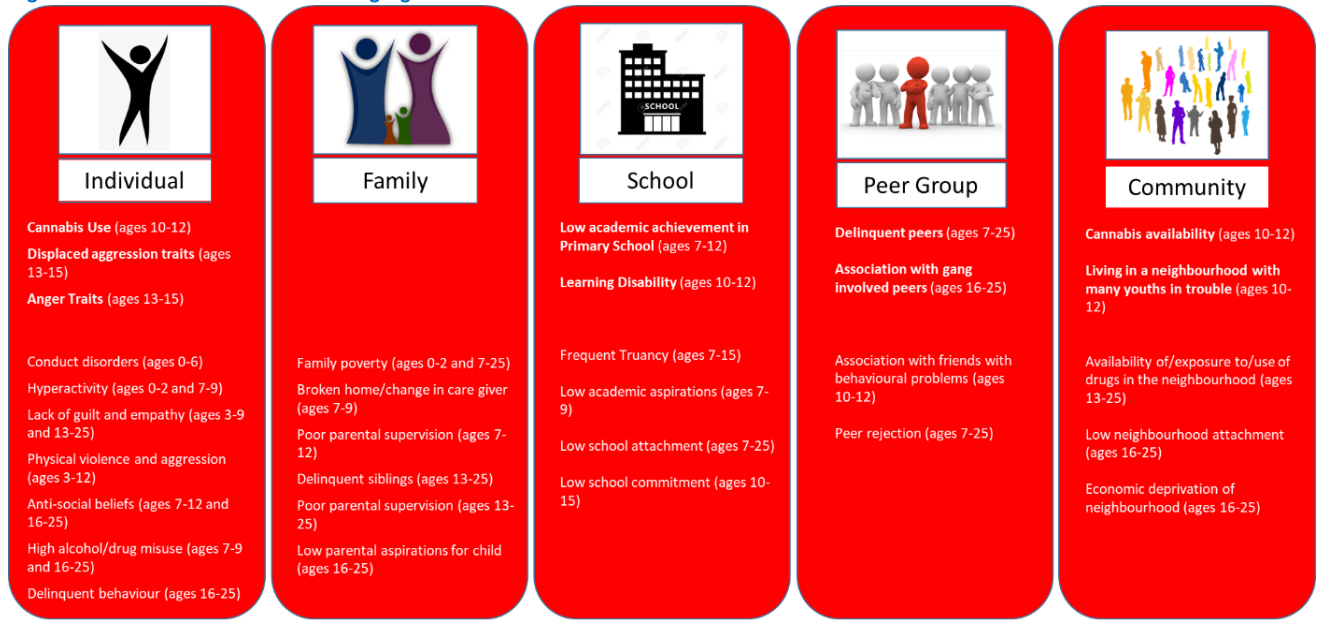 SCHOOL
Individual
Cannabis Use (ages 10-12)
Displaced aggression traits (ages
13-15)
Anger Traits (ages 13-15)
Conduct disorders (ages 0-6)
Hyperactivity (ages 0-2 and 7-9)
Lack of guilt and empathy (ages 3-9
and 13-25)
Physical violence and aggression
(ages 3-12)
Anti-social beliefs (ages 7-12 and
16-25)
High alcohol/drug misuse (ages 7-9
and 16-25)
Delinquent behaviour (ages 16-25)
Family
Family poverty (ages 0-2 and 7-25)
Broken home/change in care giver
(ages 7-9)
Poor parental supervision (ages 7-
12)
Delinquent siblings (ages 13-25)
Poor parental supervision (ages 13-
25)
Low parental aspirations for child
(ages 16-25)
School
Low academic achievement in
Primary School (ages 7-12)
Learning Disability (ages 10-12)
Frequent Truancy (ages 7-15)
Low academic aspirations (ages 7-
9)
Low school attachment (ages 7-25)
Low school commitment (ages 10-
15)
Peer Group
Delinquent peers (ages 7-25)
Association with gang
involved peers (ages 16-25)
Association with friends with
behavioural problems (ages
10-12)
Peer rejection (ages 7-25)
Community
Cannabis availability (ages 10-12)
Living in a neighbourhood with
many youths in trouble (ages 10-
12)
Availability of/exposure to/use of
drugs in the neighbourhood (ages
13-25)
Low neighbourhood attachment
(ages 16-25)
Economic deprivation of
neighbourhood (ages 16-25)